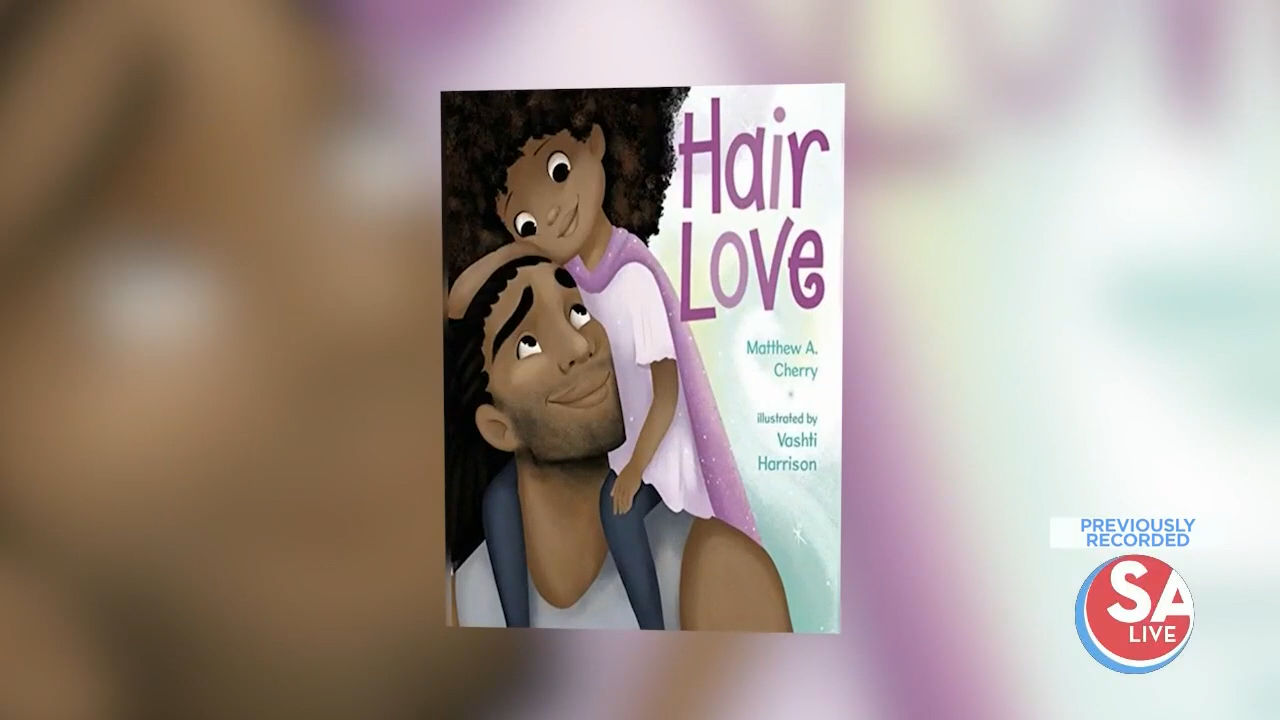 Hair
Love
Matthew A.
Cherry
illustrated by
Vashti
Harrison
PREVIOUSLY
RECORDED
SA
LIVE